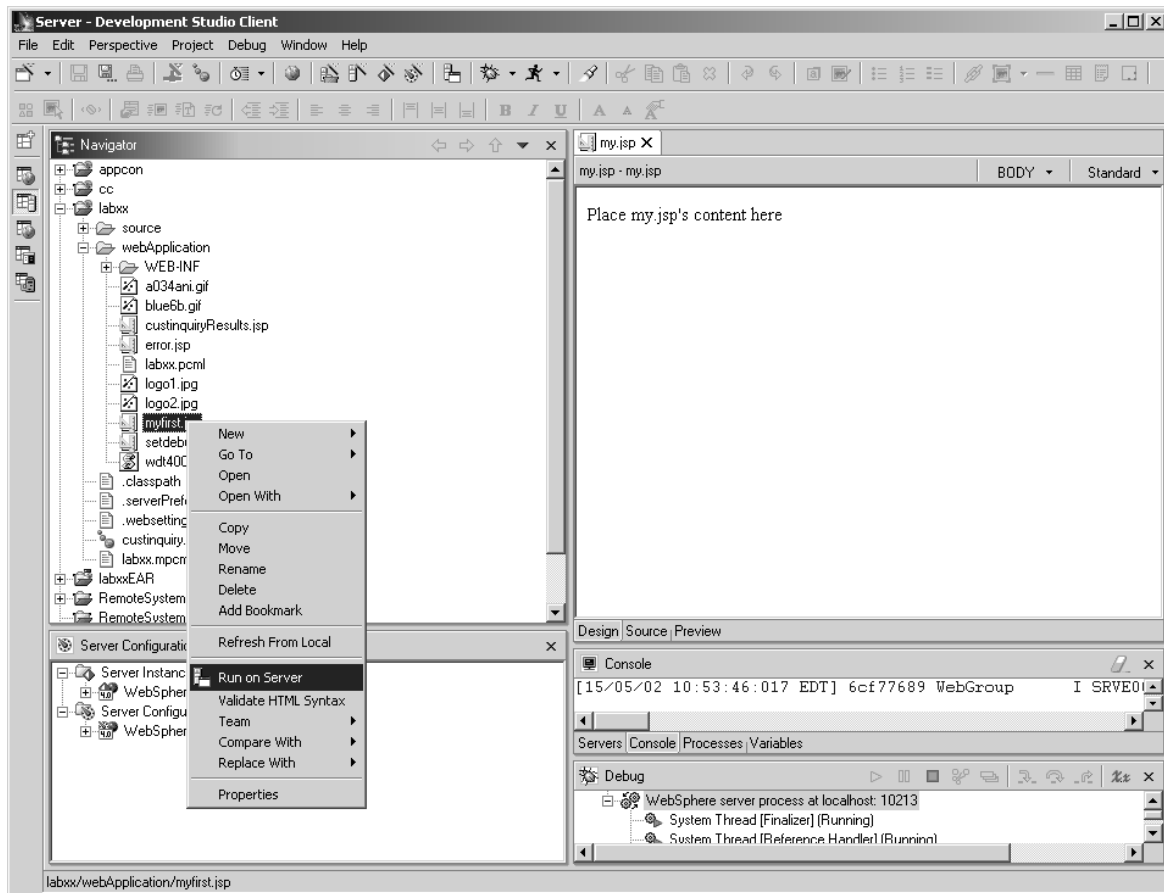 Server - Development Studio Client
File Edit Perspective Project Debug Window Help
B I U A A
Navigator
appcon
cc
labxx
source
webApplication
WEB-INF
a034ani.gif
blue6b.gif
custinquiryResults.jsp
error.jsp
labxx.pcml
logo1.jpg
logo2.jpg
myfirst.j
setdebu
wdt400
.classpath
.serverPrefe
.websetting
custinquiry.
labxx.mpcm
labxxEAR
RemoteSystem
RemoteSystem
New
Go To
Open
Open With
Copy
Move
Rename
Delete
Add Bookmark
Refresh From Local
Run on Server
Validate HTML Syntax
Team
Compare With
Replace With
Properties
Server Configuratio
Server Instanc
WebSpher
Server Configu
WebSpher
my.jsp
my.jsp - my.jsp BODY Standard
Place my.jsp's content here
Design Source Preview
Console
[15/05/02 10:53:46:017 EDT] 6cf77689 WebGroup I SRVE0
Servers Console Processes Variables
Debug
WebSphere server process at localhost: 10213
System Thread [Finalizer] (Running)
System Thread [Reference Handler] (Running)
labxx/webApplication/myfirst.jsp